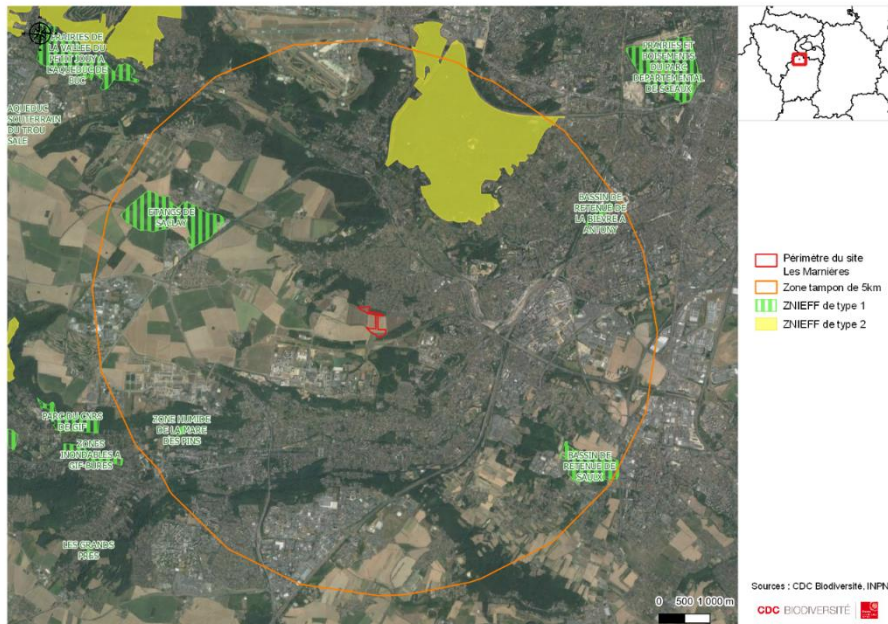 PRAIRIES DE
LA VALLEE DU
AQUEDUC DE
BUC
AQUEDUC
SOUTERRAIN
DU TROU
SALE
PRAIRIES ET
BOISEMENTS
DU PARC
DEPARTEMENTAL
DE SCEAUX
ETANGS DE
SACLAY
BASSIN DE
RETENUE DE
LA BIEVRE A
ANTONY
PARC DU CNRS
DE GIF
ZONES
INONDABLES A
GIF-BURES
ZONE HUMIDE
DE LA MARE
DES PINS
BASSIN DE
RETENUE DE
SAULX
LES GRANDS
PRES
0 500 1 000 m
Périmètre du site
Les Marnières
Zone tampon de 5km
ZNIEFF de type 1
ZNIEFF de type 2
Sources : CDC Biodiversité, INPN
CDC BIODIVERSITÉ